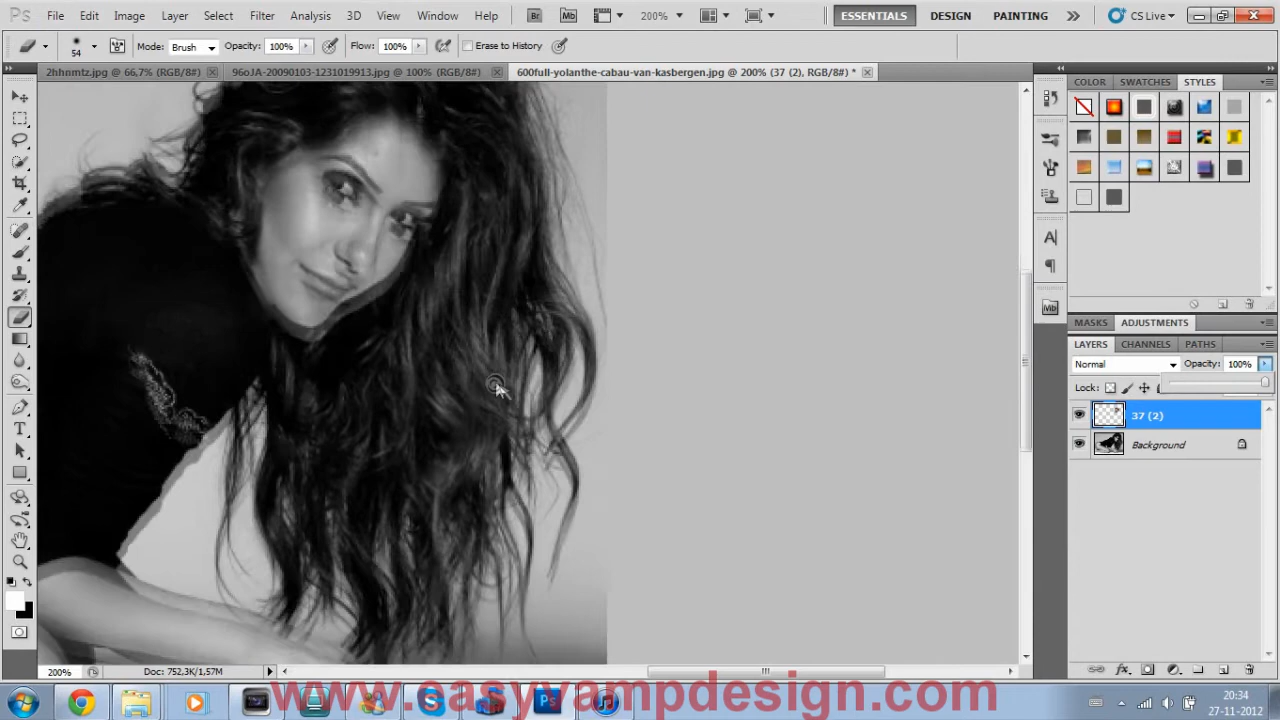 Ps File Edit Image Layer Select Filter Analysis 3D View Window Help Br Mb 200% ESSENTIALS DESIGN PAINTING CS Live
54 Mode: Brush Opacity: 100% Flow: 100% Erase to History
2hhnmtz.jpg @ 66,7% (RGB/8#) 96oJA-20090103-1231019913.jpg @ 100% (RGB/8#) 600full-yolanthe-cabau-van-kasbergen.jpg @ 200% (37 (2), RGB/8#) *
COLOR SWATCHES STYLES
A
Mb
MASKS ADJUSTMENTS
LAYERS CHANNELS PATHS
Normal Opacity: 100%
Lock:
37 (2)
Background
T
200% Doc: 752,3K/1,57M
www.easyvampdesign.com
20:34
27-11-2012